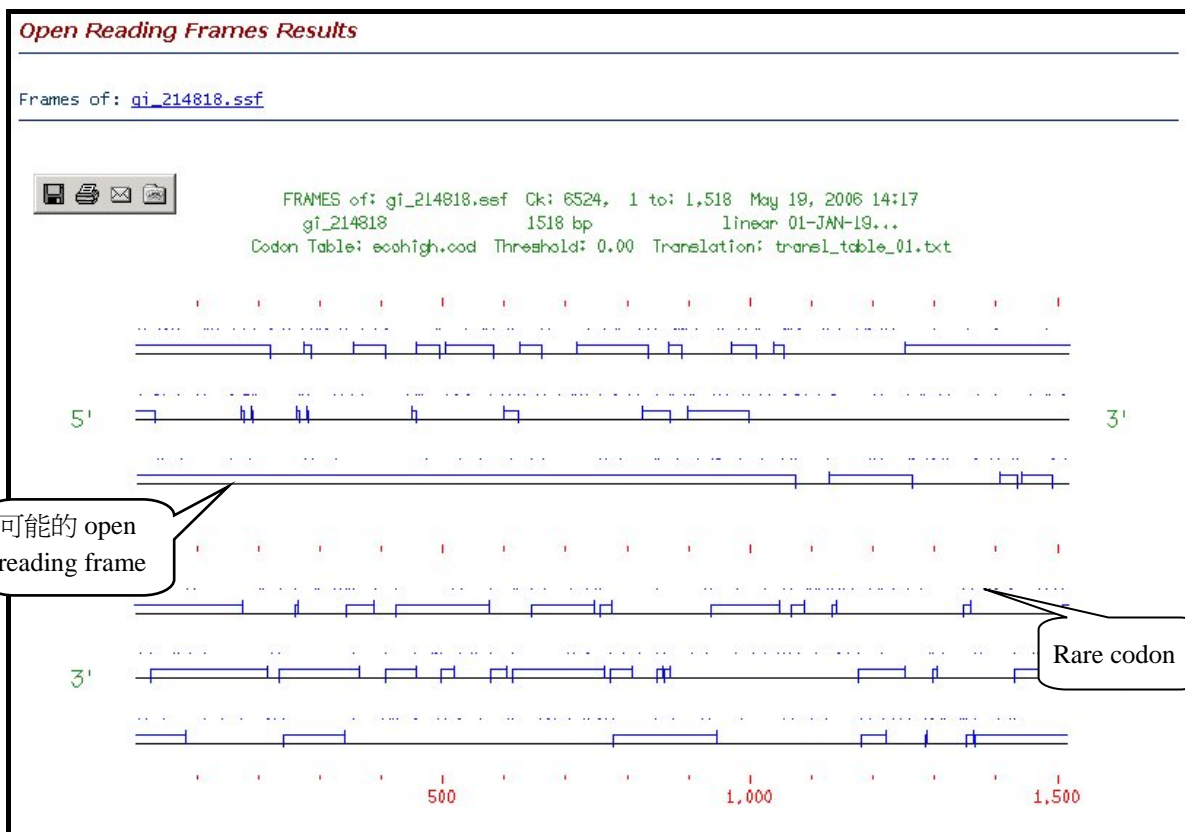 Open Reading Frames Results
Frames of: gi_214818.ssf
FRAMES of: gi_214818.ssf Ck: 6524, 1 to: 1,518 May 19, 2006 14:17
gi_214818 1518 bp linear 01-JAN-19...
Codon Table: ecohigh.cod Threshold: 0.00 Translation: transl_table_01.txt
5' 3'
可能的 open
reading frame
Rare codon
3'
500 1,000 1,500